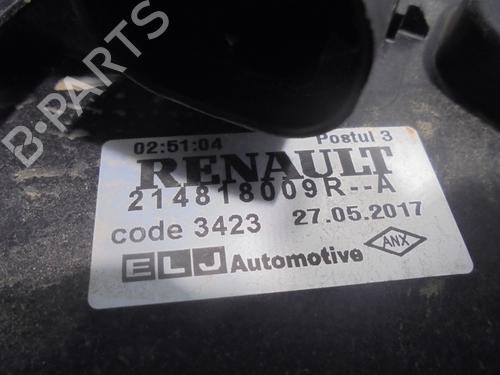 B-PARTS
02:51:04 Postul 3
RENAULT
214818009R--A
code 3423 27.05.2017
ELJ Automotive ANX